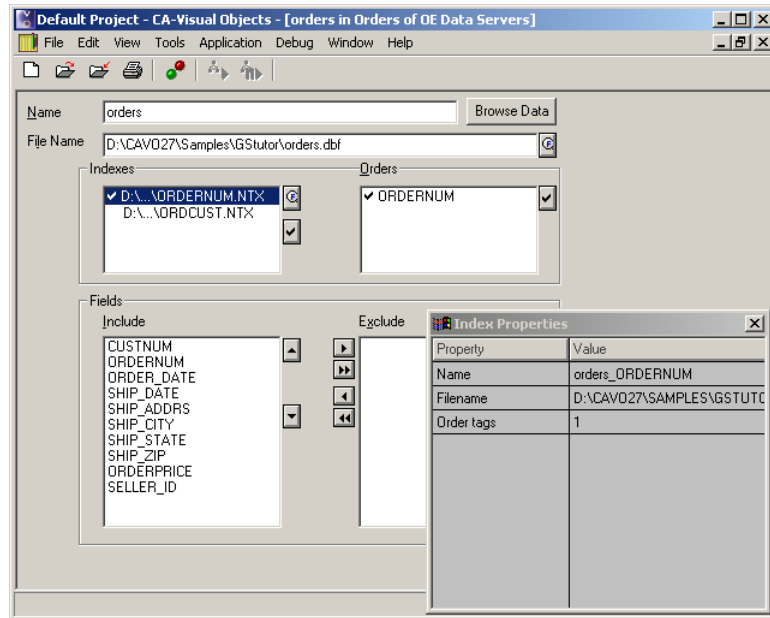 Default Project - CA-Visual Objects - [orders in Orders of OE Data Servers]
File Edit View Tools Application Debug Window Help
Name orders Browse Data
File Name D:\CAVO27\Samples\GStutor\orders.dbf
Indexes Orders
D:\...\ORDERNUM.NTX ORDERNUM
D:\...\ORDCUST.NTX
Fields
Include Exclude
CUSTNUM
ORDERNUM
ORDER_DATE
SHIP_DATE
SHIP_ADDRS
SHIP_CITY
SHIP_STATE
SHIP_ZIP
ORDERPRICE
SELLER_ID
Index Properties
Property Value
Name orders_ORDERNUM
Filename D:\CAVO27\SAMPLES\GSTUTO
Order tags 1